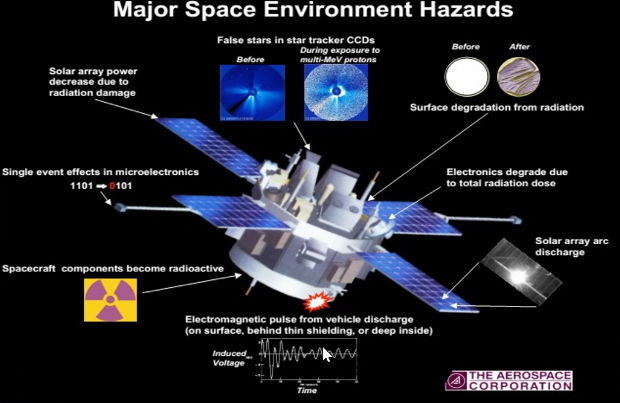 Major Space Environment Hazards
False stars in star tracker CCDs
Before
During exposure to
multi-MeV protons
Before
After
Solar array power
decrease due to
radiation damage
Surface degradation from radiation
Single event effects in microelectronics
1101 ➡ 0101
Electronics degrade due
to total radiation dose
Solar array arc
discharge
Spacecraft components become radioactive
Electromagnetic pulse from vehicle discharge
(on surface, behind thin shielding, or deep inside)
Induced
Voltage
Time
THE AEROSPACE
CORPORATION